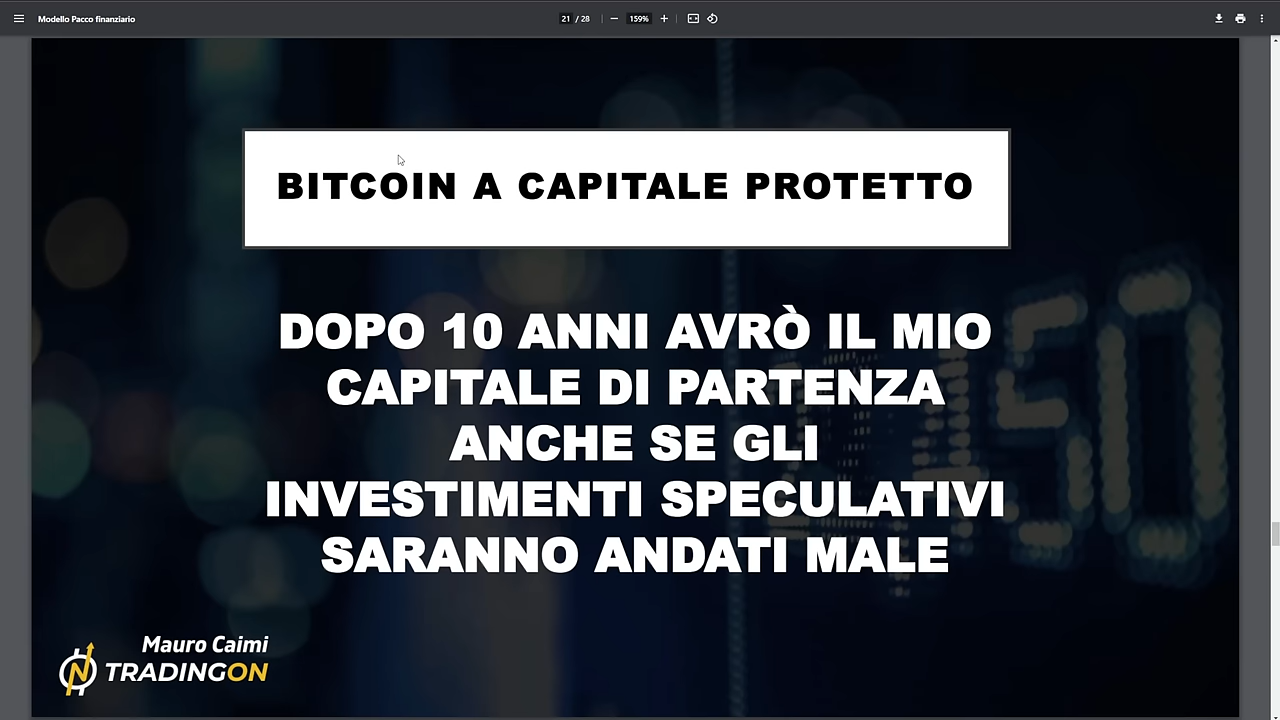 Modello Pacco finanziario
21 / 28
159%
BITCOIN A CAPITALE PROTETTO
DOPO 10 ANNI AVRÒ IL MIO
CAPITALE DI PARTENZA
ANCHE SE GLI
INVESTIMENTI SPECULATIVI
SARANNO ANDATI MALE
150
Mauro Caimi
TRADINGON